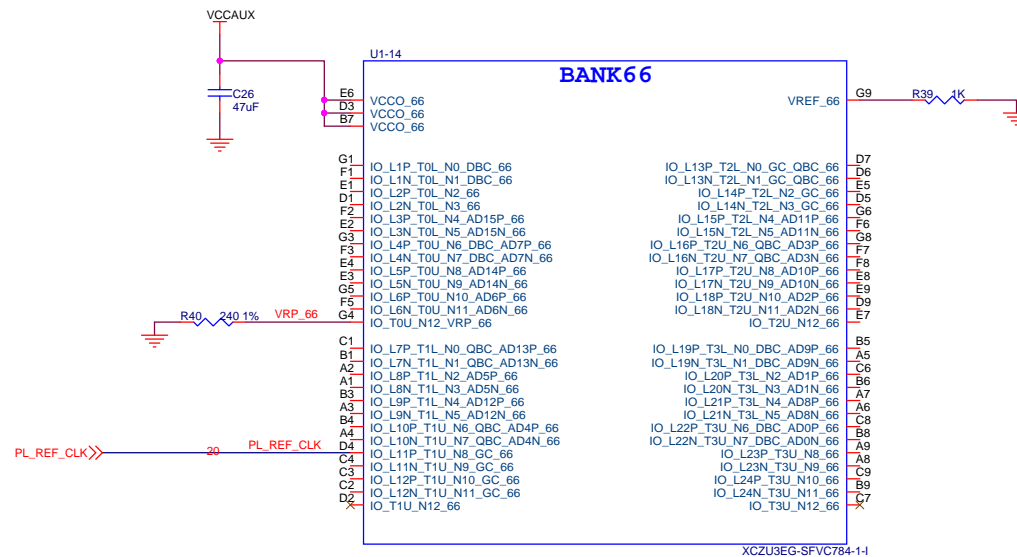 VCCAUX
U1-14
BANK66
C26
47uF
E6 VCCO_66
D3 VCCO_66
B7 VCCO_66
VREF_66 G9 R39 1K
G1 IO_L1P_T0L_N0_DBC_66
F1 IO_L1N_T0L_N1_DBC_66
E1 IO_L2P_T0L_N2_66
D1 IO_L2N_T0L_N3_66
F2 IO_L3P_T0L_N4_AD15P_66
E2 IO_L3N_T0L_N5_AD15N_66
G3 IO_L4P_T0U_N6_DBC_AD7P_66
F3 IO_L4N_T0U_N7_DBC_AD7N_66
E4 IO_L5P_T0U_N8_AD14P_66
E3 IO_L5N_T0U_N9_AD14N_66
G5 IO_L6P_T0U_N10_AD6P_66
F5 IO_L6N_T0U_N11_AD6N_66
R40 240 1% VRP_66 G4 IO_T0U_N12_VRP_66
C1 IO_L7P_T1L_N0_QBC_AD13P_66
B1 IO_L7N_T1L_N1_QBC_AD13N_66
A2 IO_L8P_T1L_N2_AD5P_66
A1 IO_L8N_T1L_N3_AD5N_66
B3 IO_L9P_T1L_N4_AD12P_66
A3 IO_L9N_T1L_N5_AD12N_66
B4 IO_L10P_T1U_N6_QBC_AD4P_66
A4 IO_L10N_T1U_N7_QBC_AD4N_66
PL_REF_CLK 20 PL_REF_CLK D4 IO_L11P_T1U_N8_GC_66
C4 IO_L11N_T1U_N9_GC_66
C3 IO_L12P_T1U_N10_GC_66
C2 IO_L12N_T1U_N11_GC_66
D2 IO_T1U_N12_66
IO_L13P_T2L_N0_GC_QBC_66 D7
IO_L13N_T2L_N1_GC_QBC_66 D6
IO_L14P_T2L_N2_GC_66 E5
IO_L14N_T2L_N3_GC_66 D5
IO_L15P_T2L_N4_AD11P_66 G6
IO_L15N_T2L_N5_AD11N_66 F6
IO_L16P_T2U_N6_QBC_AD3P_66 G8
IO_L16N_T2U_N7_QBC_AD3N_66 F7
IO_L17P_T2U_N8_AD10P_66 F8
IO_L17N_T2U_N9_AD10N_66 E8
IO_L18P_T2U_N10_AD2P_66 E9
IO_L18N_T2U_N11_AD2N_66 D9
IO_T2U_N12_66 E7
IO_L19P_T3L_N0_DBC_AD9P_66 B5
IO_L19N_T3L_N1_DBC_AD9N_66 A5
IO_L20P_T3L_N2_AD1P_66 C6
IO_L20N_T3L_N3_AD1N_66 B6
IO_L21P_T3L_N4_AD8P_66 A7
IO_L21N_T3L_N5_AD8N_66 A6
IO_L22P_T3U_N6_DBC_AD0P_66 C8
IO_L22N_T3U_N7_DBC_AD0N_66 B8
IO_L23P_T3U_N8_66 A9
IO_L23N_T3U_N9_66 A8
IO_L24P_T3U_N10_66 C9
IO_L24N_T3U_N11_66 B9
IO_T3U_N12_66 C7
XCZU3EG-SFVC784-1-I